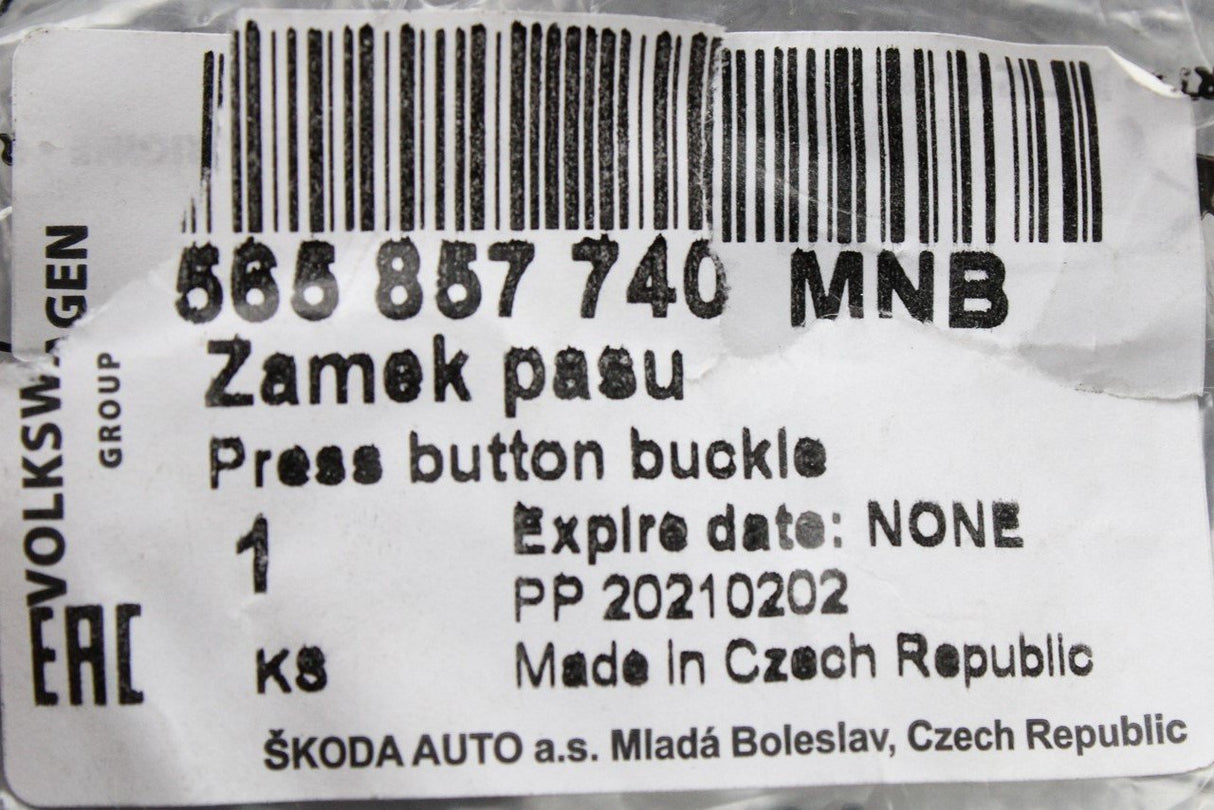 565 857 740 MNB
Zamek pasu
Press button buckle
1
Expire date: NONE
PP 20210202
KS
Made in Czech Republic
ŠKODA AUTO a.s. Mladá Boleslav, Czech Republic
VOLKSWAGEN
GROUP
EAC